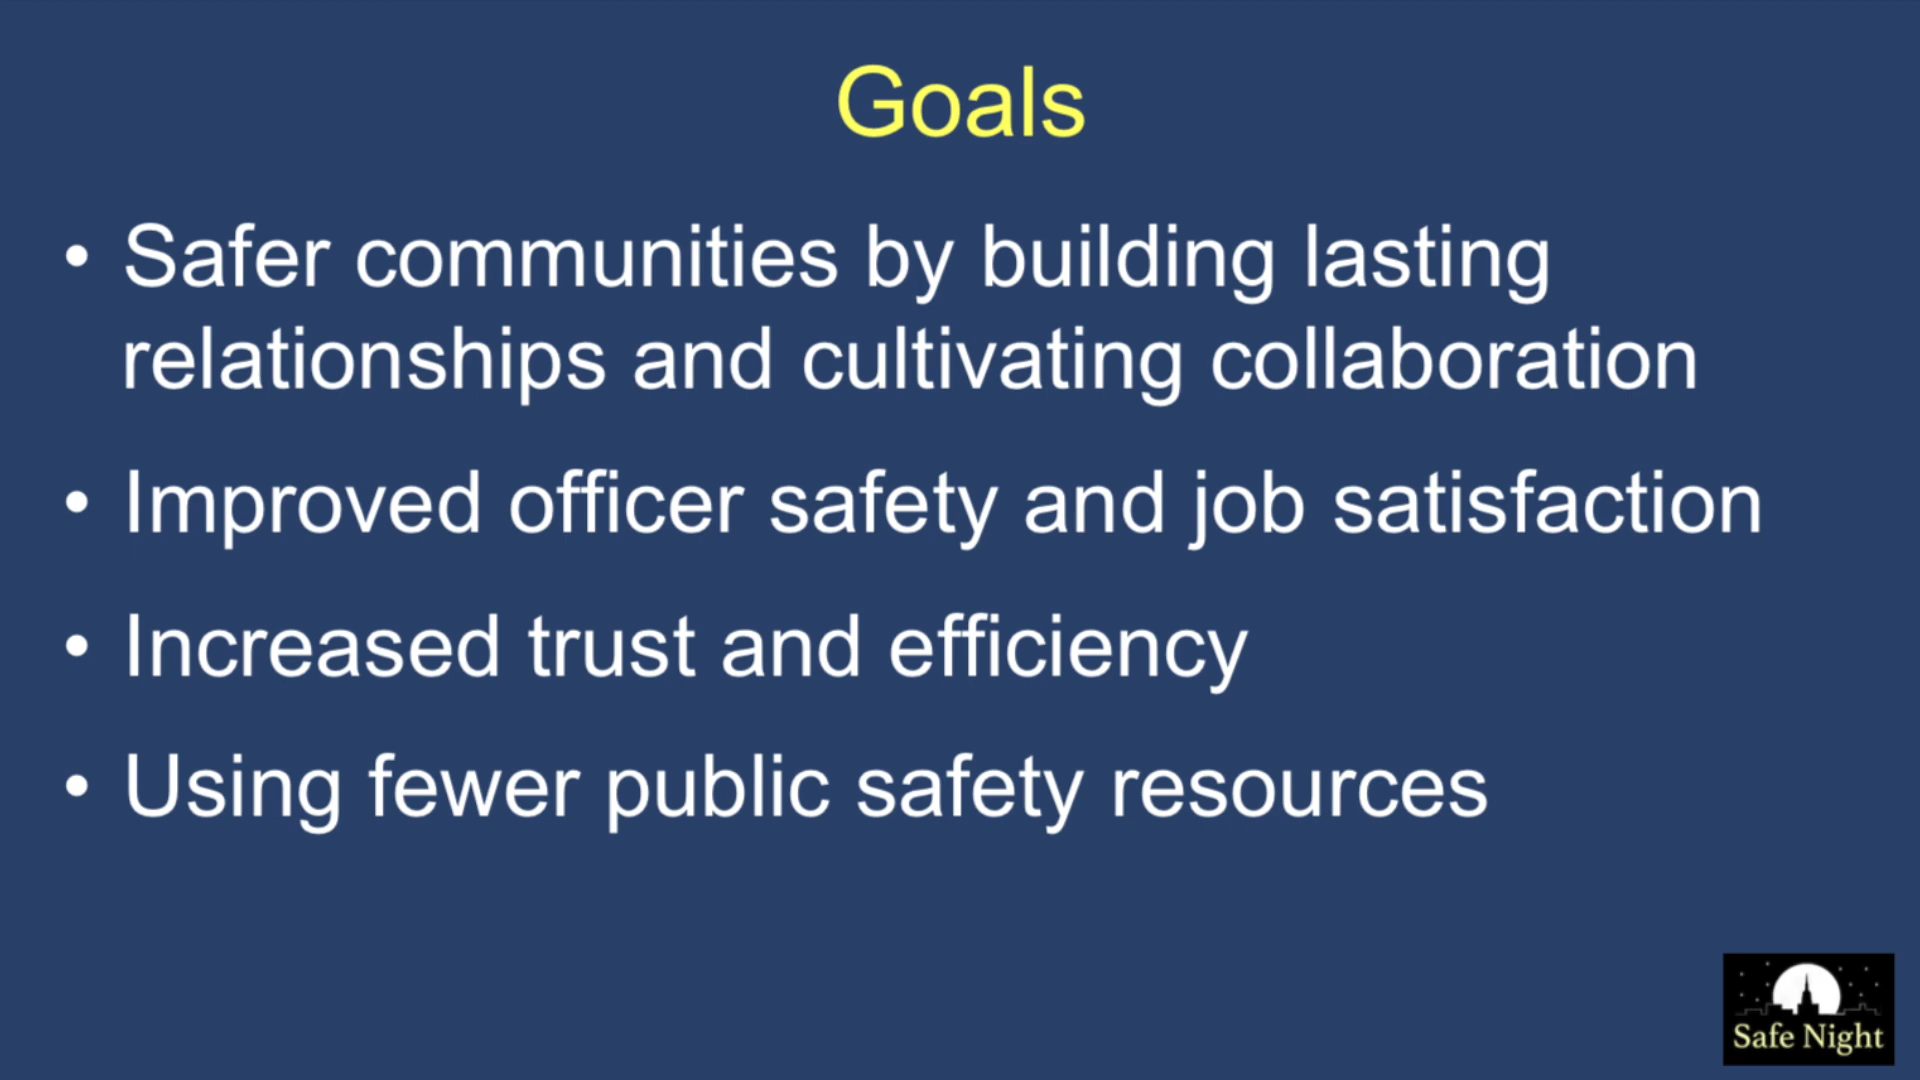 Goals
• Safer communities by building lasting
relationships and cultivating collaboration
• Improved officer safety and job satisfaction
• Increased trust and efficiency
• Using fewer public safety resources
Safe Night